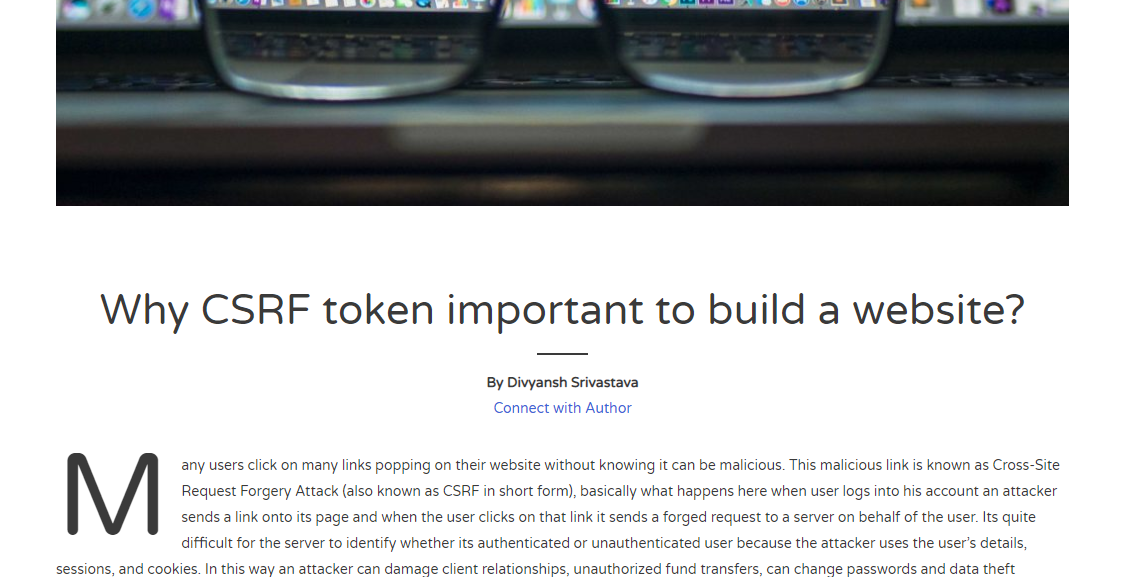 Why CSRF token important to build a website?
By Divyansh Srivastava
Connect with Author
Many users click on many links popping on their website without knowing it can be malicious. This malicious link is known as Cross-Site
Request Forgery Attack (also known as CSRF in short form), basically what happens here when user logs into his account an attacker
sends a link onto its page and when the user clicks on that link it sends a forged request to a server on behalf of the user. Its quite
difficult for the server to identify whether its authenticated or unauthenticated user because the attacker uses the user’s details,
sessions, and cookies. In this way an attacker can damage client relationships, unauthorized fund transfers, can change passwords and data theft